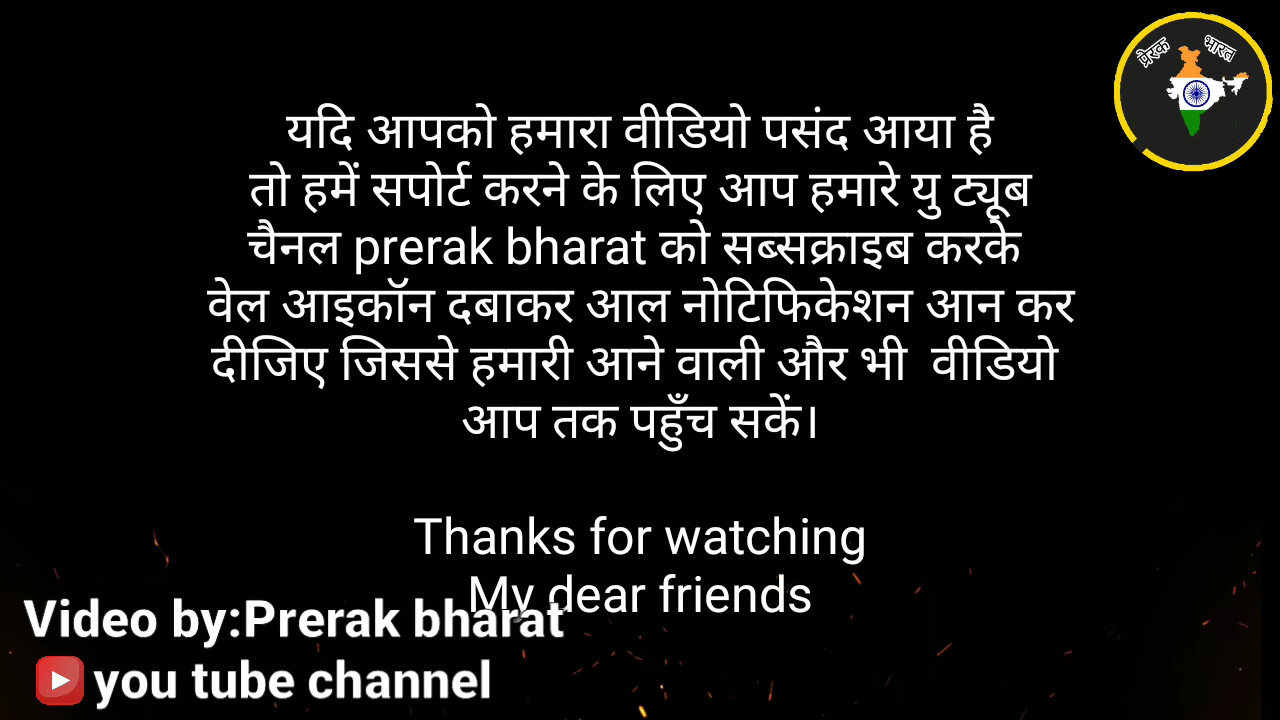 प्रेरक भारत
यदि आपको हमारा वीडियो पसंद आया है
तो हमें सपोर्ट करने के लिए आप हमारे यु ट्यूब
चैनल prerak bharat को सब्सक्राइब करके
वेल आइकॉन दबाकर आल नोटिफिकेशन आन कर
दीजिए जिससे हमारी आने वाली और भी वीडियो
आप तक पहुँच सकें।
Thanks for watching
My dear friends
Video by:Prerak bharat
you tube channel